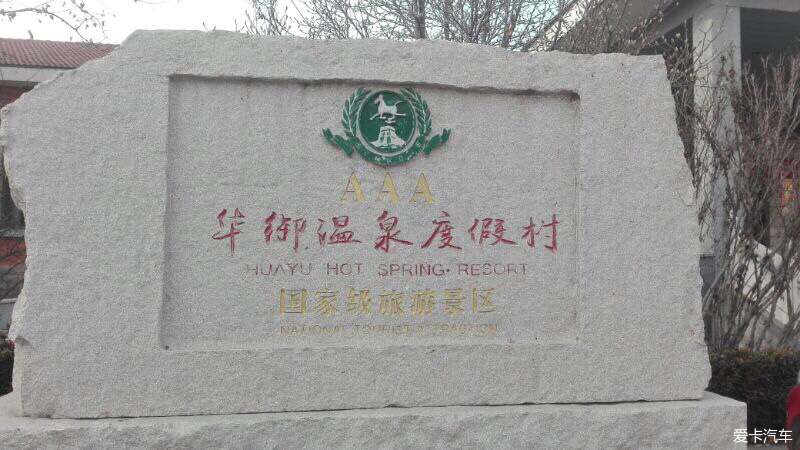 AAA
华御温泉度假村
HUAYU HOT SPRING·RESORT
国家级旅游景区
NATIONAL TOURIST ATTRACTION
爱卡汽车